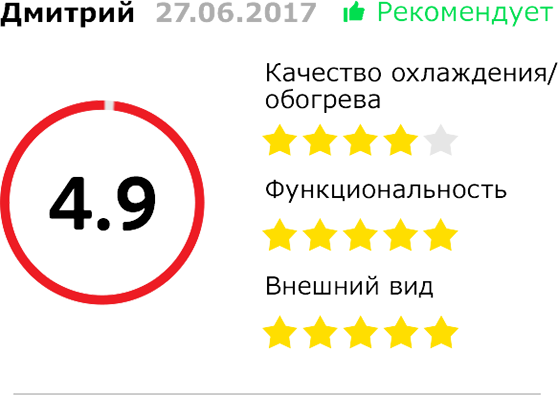 Дмитрий 27.06.2017 Рекомендует
Качество охлаждения/
обогрева
4.9
Функциональность
Внешний вид